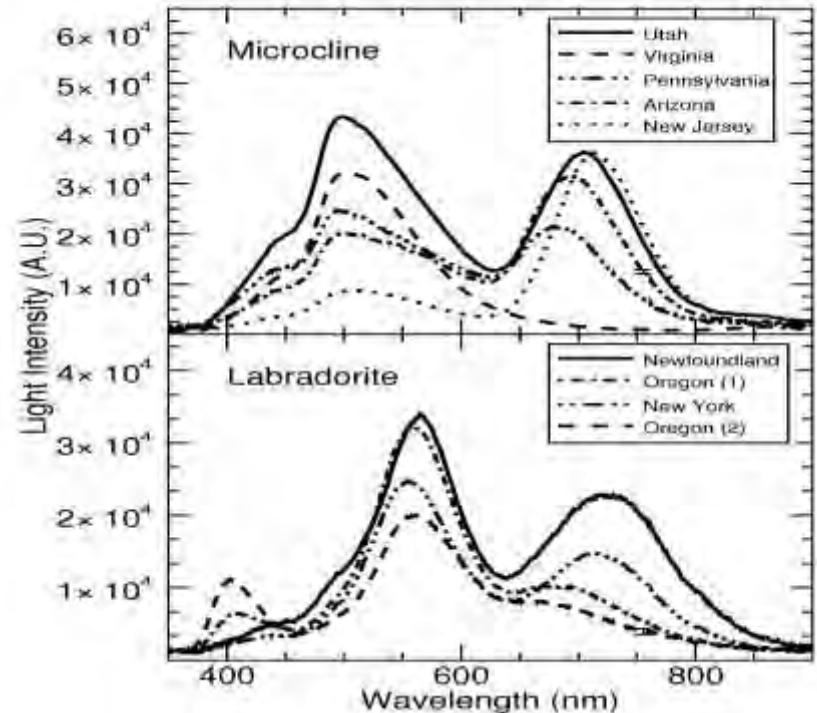 6× 10⁴
5× 10⁴
4× 10⁴
3× 10⁴
2× 10⁴
1× 10⁴
Microcline
Utah
Virginia
Pennsylvania
Arizona
New Jersey
Light Intensity (A.U.)
4× 10⁴
3× 10⁴
2× 10⁴
1× 10⁴
Labradorite
Newfoundland
Oregon (1)
New York
Oregon (2)
400 600 800
Wavelength (nm)